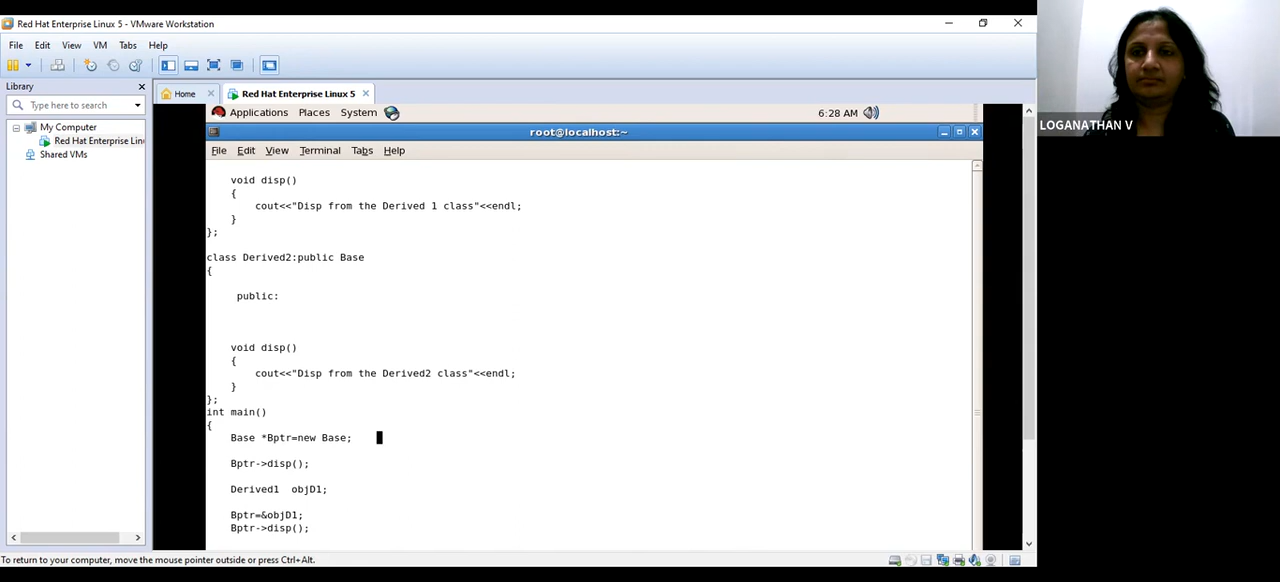 Red Hat Enterprise Linux 5 - VMware Workstation
File Edit View VM Tabs Help
Library
Home
Red Hat Enterprise Linux 5
Type here to search
My Computer
Red Hat Enterprise Lin
Shared VMs
Applications Places System
6:28 AM
root@localhost:~
File Edit View Terminal Tabs Help
void disp()
{
cout<<"Disp from the Derived 1 class"<<endl;
}
};
class Derived2:public Base
{
public:
void disp()
{
cout<<"Disp from the Derived2 class"<<endl;
}
};
int main()
{
Base *Bptr=new Base;
Bptr->disp();
Derived1  objD1;
Bptr=&objD1;
Bptr->disp();
To return to your computer, move the mouse pointer outside or press Ctrl+Alt.
LOGANATHAN V